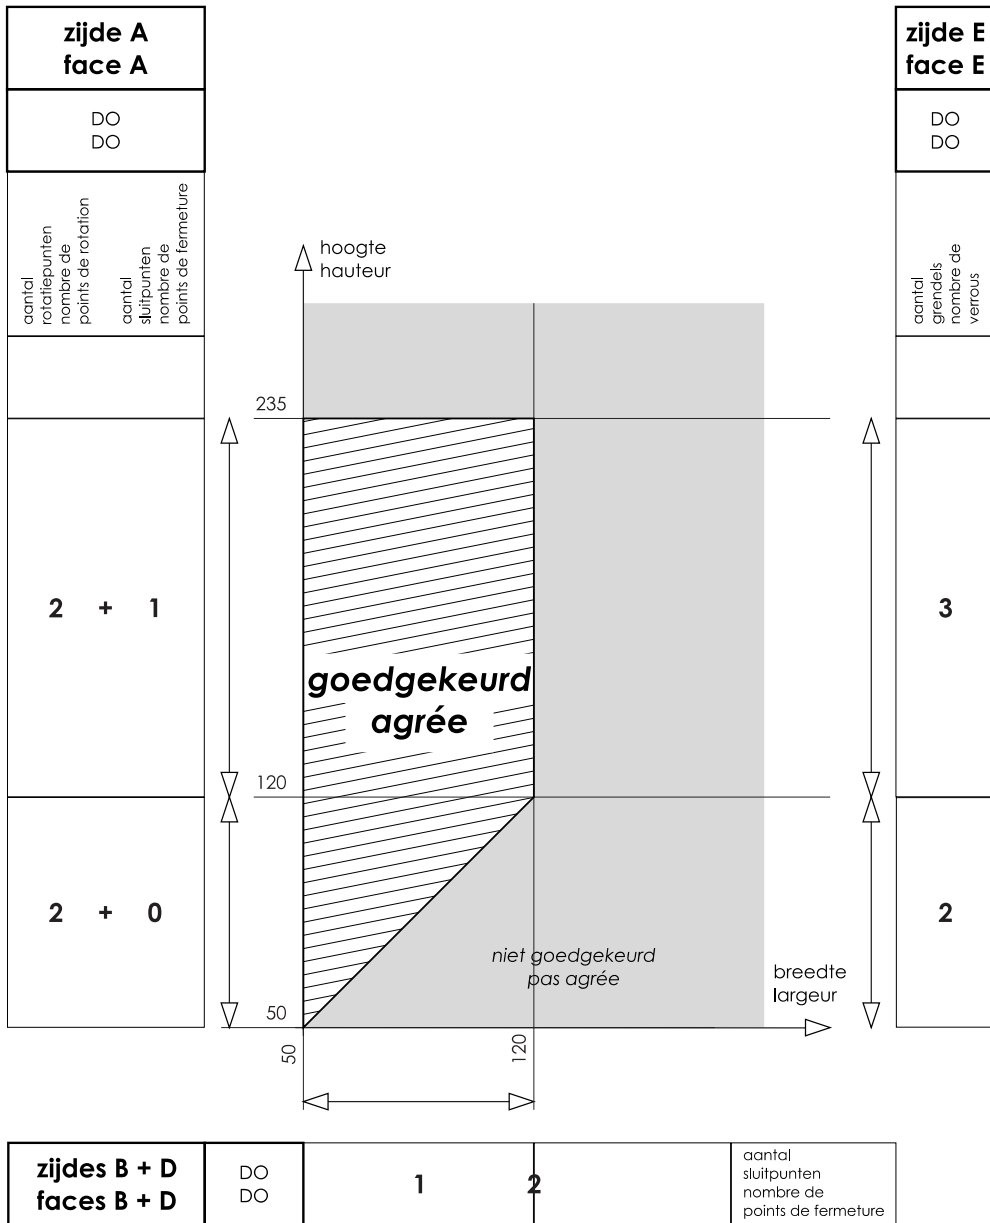 zijde A
face A
DO
DO
aantal
rotatiepunten
nombre de
points de rotation
aantal
sluitpunten
nombre de
points de fermeture
zijde E
face E
DO
DO
aantal
grendels
nombre de
verrous
hoogte
hauteur
235
2 + 1
3
goedgekeurd
agrée
120
2 + 0
2
niet goedgekeurd
pas agrée
breedte
largeur
50
50
120
zijdes B + D
faces B + D
DO
DO
1
2
aantal
sluitpunten
nombre de
points de fermeture